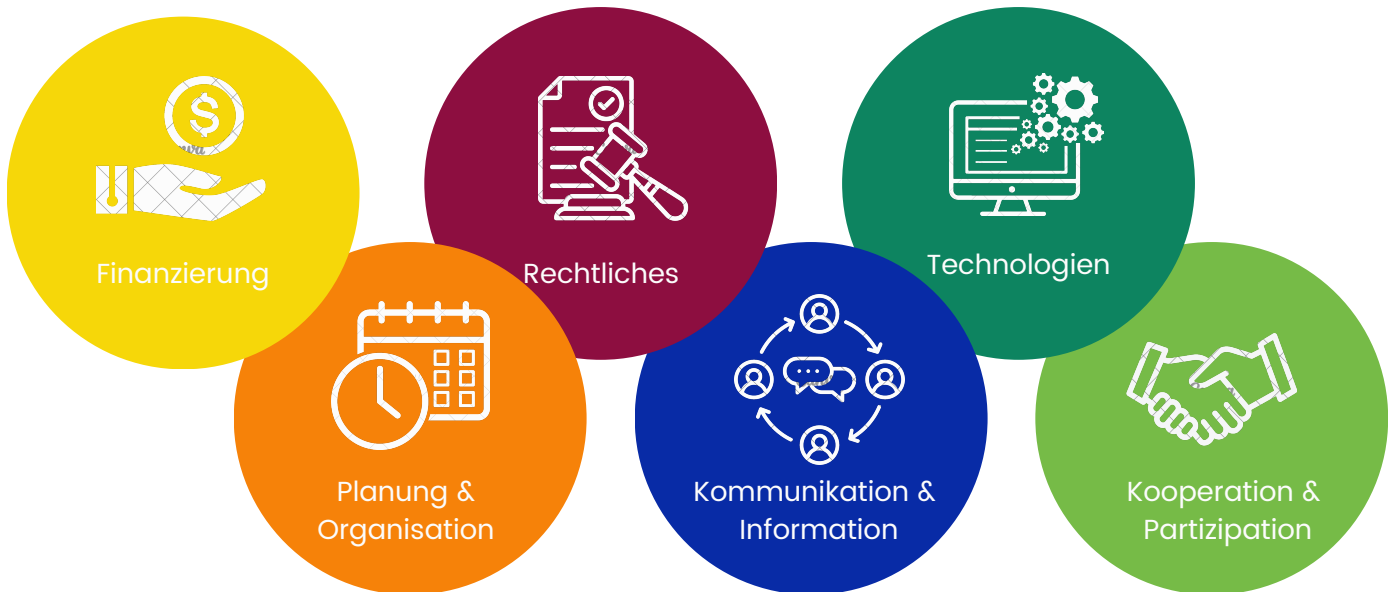 Finanzierung
Rechtliches
Technologien
Planung &
Organisation
Kommunikation &
Information
Kooperation &
Partizipation